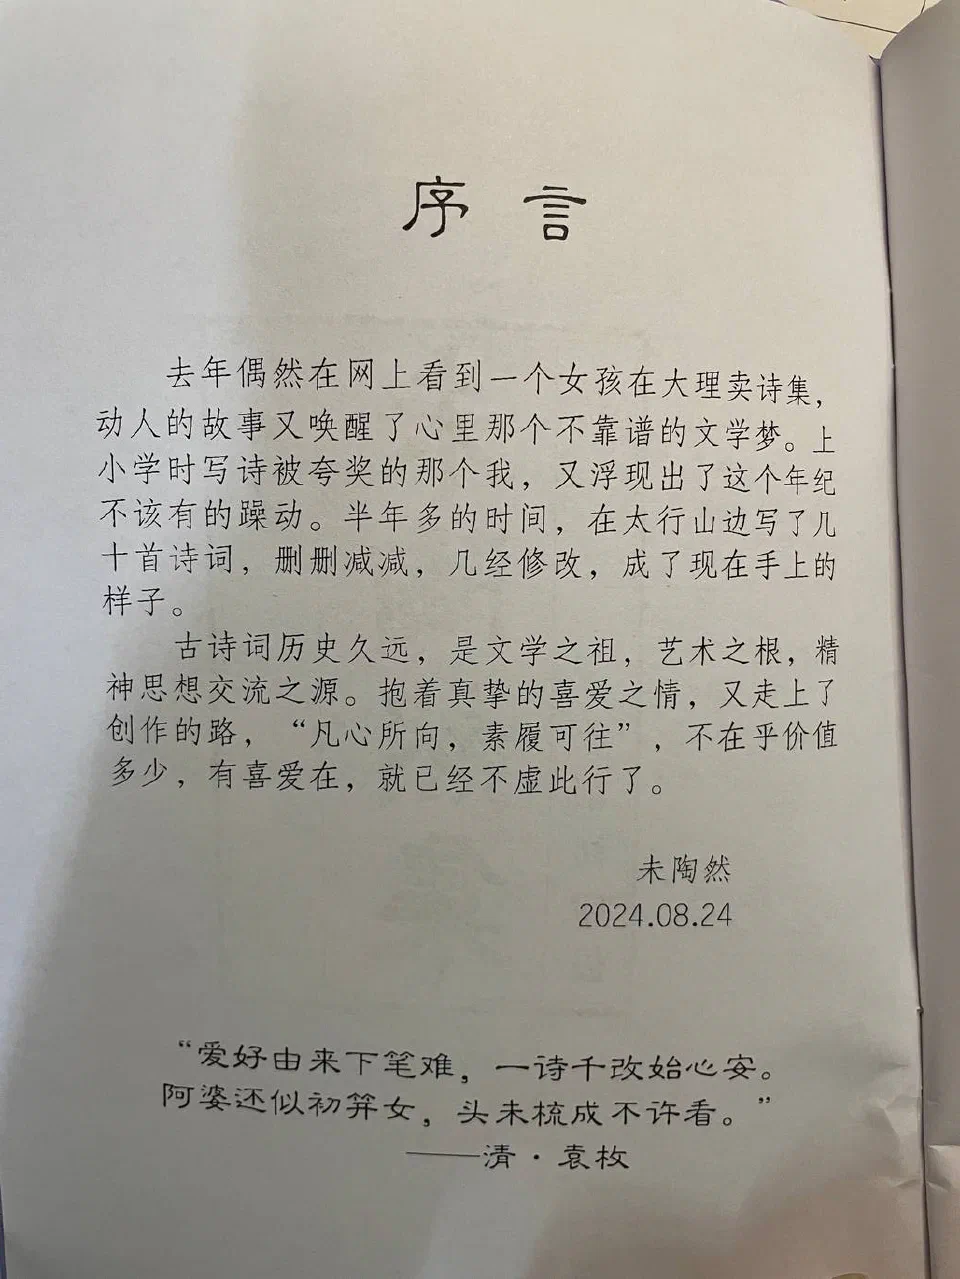 序 言
去年偶然在网上看到一个女孩在大理卖诗集，
动人的故事又唤醒了心里那个不靠谱的文学梦。上
小学时写诗被夸奖的那个我，又浮现出了这个年纪
不该有的躁动。半年多的时间，在太行山边写了几
十首诗词，删删减减，几经修改，成了现在手上的
样子。
古诗词历史久远，是文学之祖，艺术之根，精
神思想交流之源。抱着真挚的喜爱之情，又走上了
创作的路，“凡心所向，素履可往”，不在乎价值
多少，有喜爱在，就已经不虚此行了。
未陶然
2024.08.24
“爱好由来下笔难，一诗千改始心安。
阿婆还似初笄女，头未梳成不许看。”
——清·袁枚